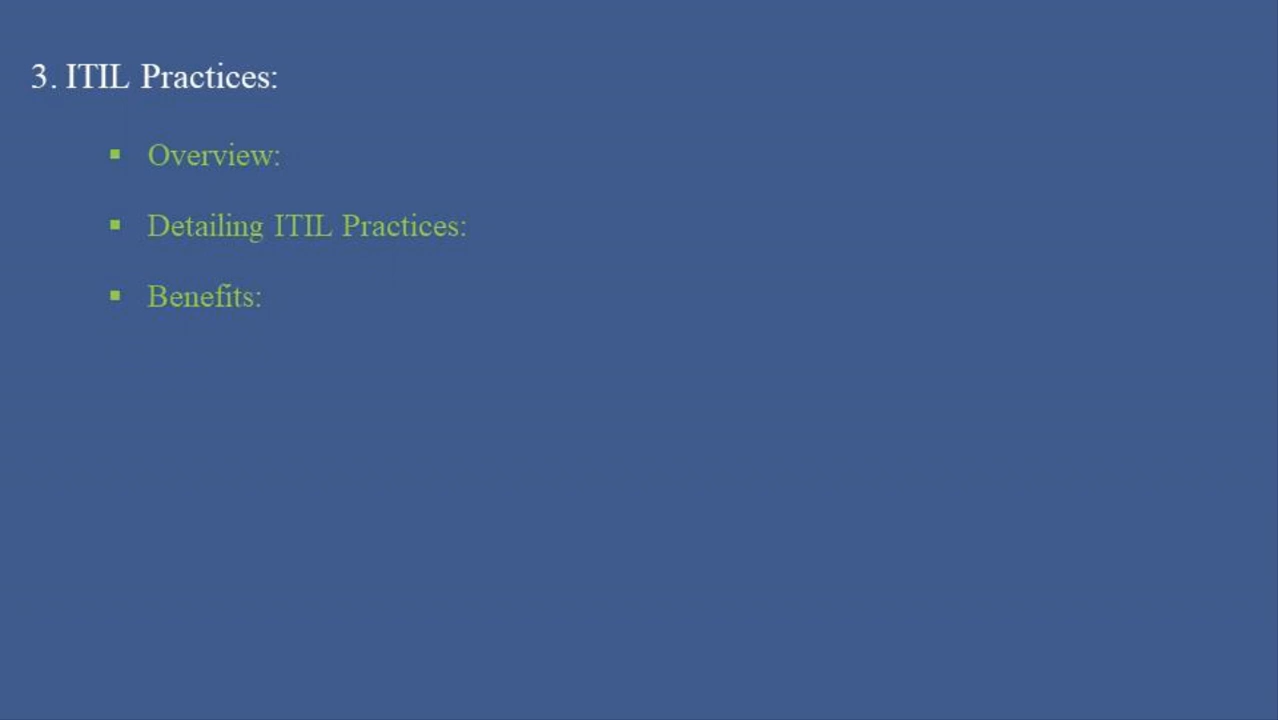 3. ITIL Practices:
▪ Overview:
▪ Detailing ITIL Practices:
▪ Benefits: